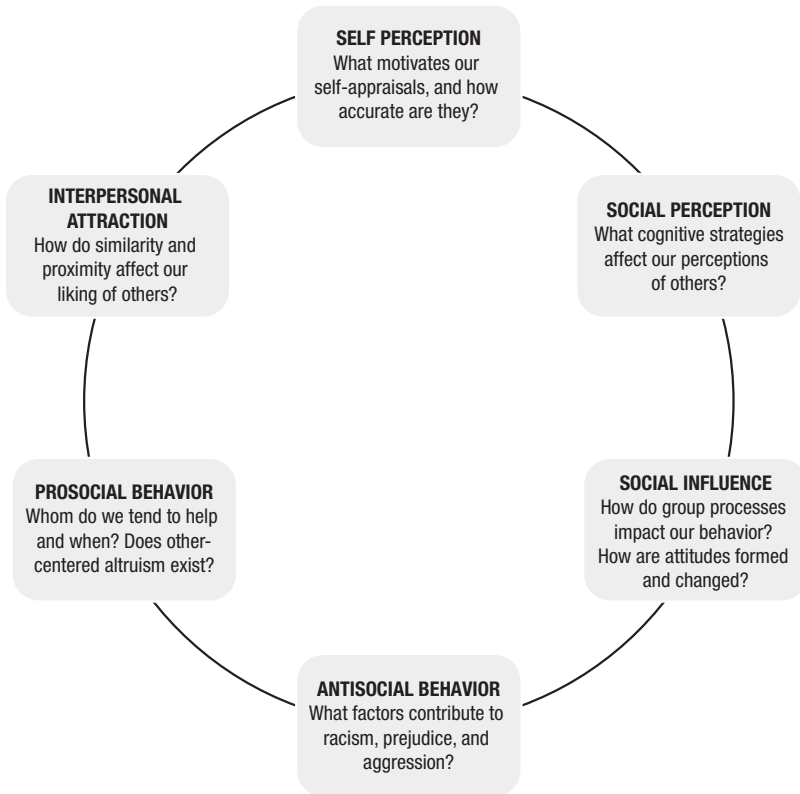 SELF PERCEPTION
What motivates our
self-appraisals, and how
accurate are they?
INTERPERSONAL
ATTRACTION
How do similarity and
proximity affect our
liking of others?
SOCIAL PERCEPTION
What cognitive strategies
affect our perceptions
of others?
PROSOCIAL BEHAVIOR
Whom do we tend to help
and when? Does other-
centered altruism exist?
SOCIAL INFLUENCE
How do group processes
impact our behavior?
How are attitudes formed
and changed?
ANTISOCIAL BEHAVIOR
What factors contribute to
racism, prejudice, and
aggression?